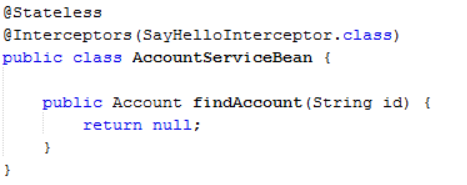 @Stateless
@Interceptors(SayHelloInterceptor.class)
public class AccountServiceBean {
    public Account findAccount(String id) {
        return null;
    }
}